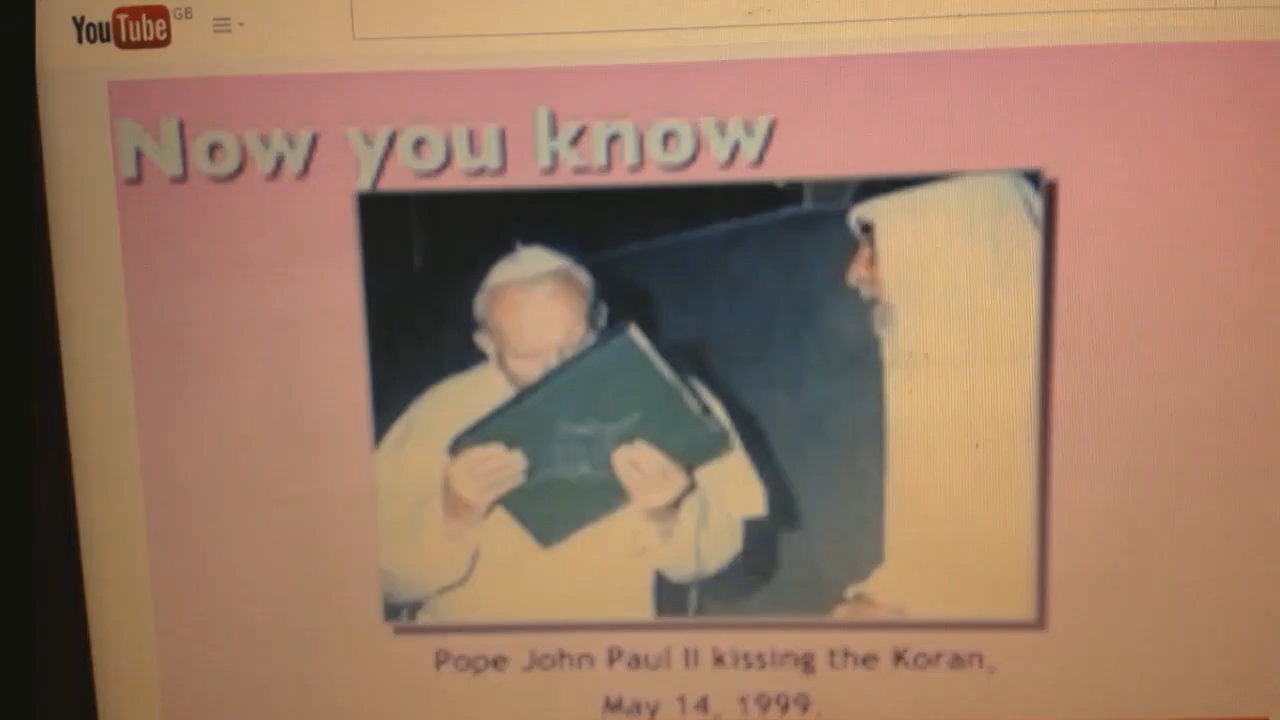 YouTube GB
Now you know
Pope John Paul II kissing the Koran,
May 14, 1999.